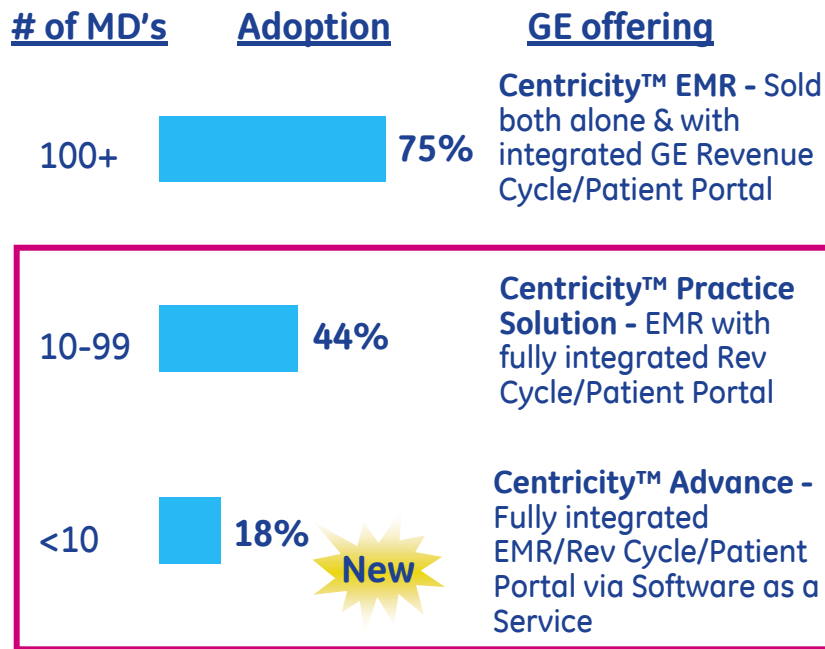 # of MD's Adoption GE offering
100+
75%
Centricity™ EMR - Sold
both alone & with
integrated GE Revenue
Cycle/Patient Portal
10-99
44%
Centricity™ Practice
Solution - EMR with
fully integrated Rev
Cycle/Patient Portal
<10
18%
New
Centricity™ Advance -
Fully integrated
EMR/Rev Cycle/Patient
Portal via Software as a
Service